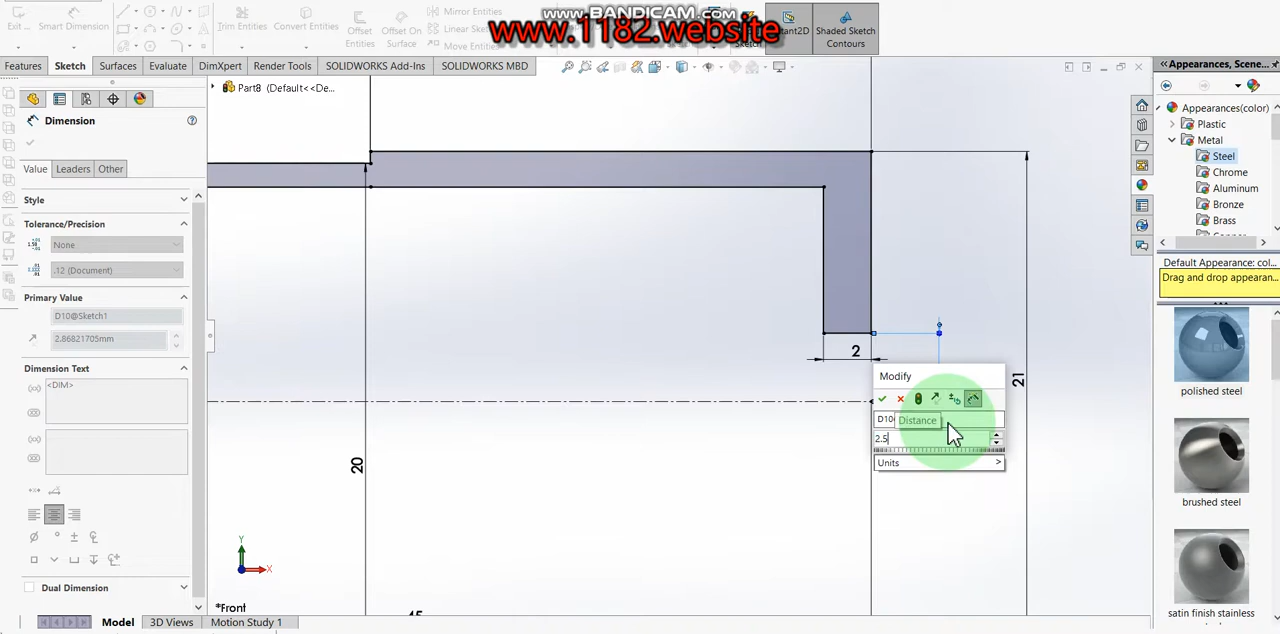 www.BANDICAM.com
www.1182.website
Exit ...
Smart Dimension
Trim Entities
Convert Entities
Offset Entities
Offset On Surface
Mirror Entities
Linear Sk
Move Entities
Sketch
Instant2D
Shaded Sketch Contours
Features
Sketch
Surfaces
Evaluate
DimXpert
Render Tools
SOLIDWORKS Add-Ins
SOLIDWORKS MBD
Part8 (Default<<De...
Dimension
Value
Leaders
Other
Style
Tolerance/Precision
None
.12 (Document)
Primary Value
D10@Sketch1
2.86821705mm
Dimension Text
<DIM>
Dual Dimension
2
21
20
45
Modify
D10
Distance
2.5
Units
Y
X
*Front
Model
3D Views
Motion Study 1
Appearances, Scene...
Appearances(color)
Plastic
Metal
Steel
Chrome
Aluminum
Bronze
Brass
Default Appearance: col...
Drag and drop appearan...
polished steel
brushed steel
satin finish stainless